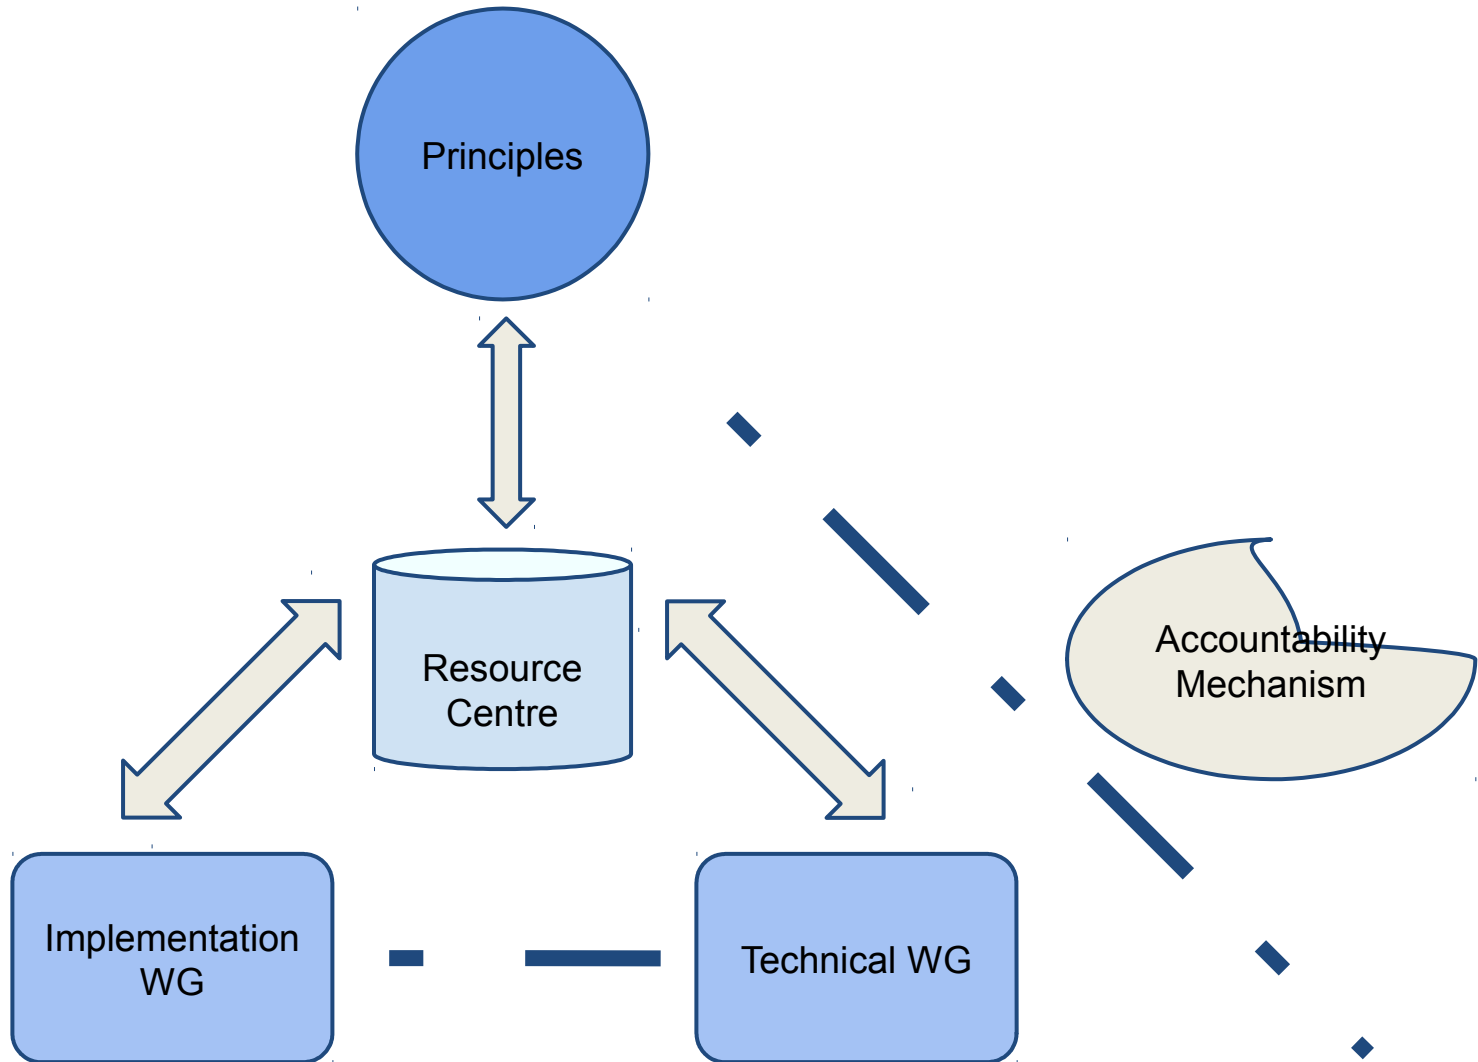 Principles
Resource
Centre
Accountability
Mechanism
Implementation
WG
Technical WG